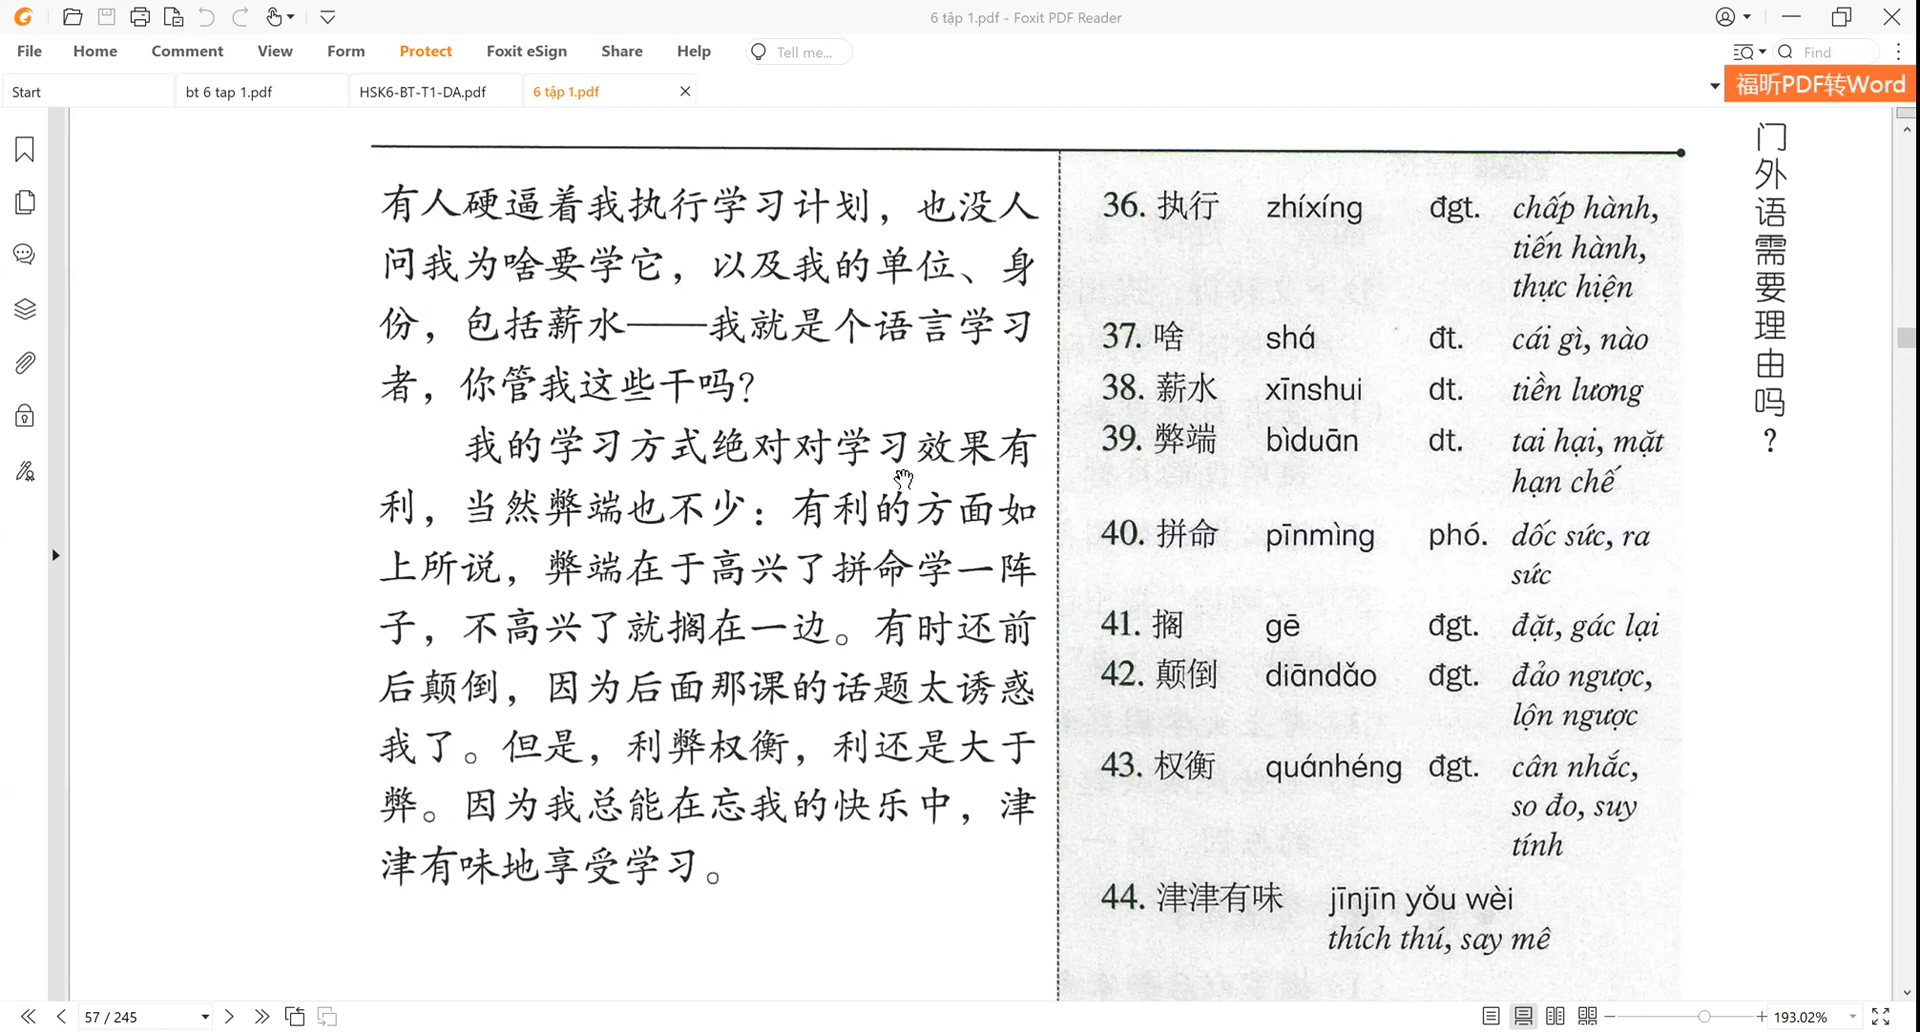 6 tập 1.pdf - Foxit PDF Reader
File Home Comment View Form Protect Foxit eSign Share Help Tell me... Find
Start bt 6 tap 1.pdf HSK6-BT-T1-DA.pdf 6 tập 1.pdf 福昕PDF转Word
有人硬逼着我执行学习计划，也没人
问我为啥要学它，以及我的单位、身
份，包括薪水——我就是个语言学习
者，你管我这些干吗？
我的学习方式绝对对学习效果有
利，当然弊端也不少：有利的方面如
上所说，弊端在于高兴了拼命学一阵
子，不高兴了就搁在一边。有时还前
后颠倒，因为后面那课的话题太诱惑
我了。但是，利弊权衡，利还是大于
弊。因为我总能在忘我的快乐中，津
津有味地享受学习。
36. 执行 zhíxíng đgt. chấp hành,
tiến hành,
thực hiện
37. 啥 shá đt. cái gì, nào
38. 薪水 xīnshui dt. tiền lương
39. 弊端 bìduān dt. tai hại, mặt
hạn chế
40. 拼命 pīnmìng phó. dốc sức, ra
sức
41. 搁 gē đgt. đặt, gác lại
42. 颠倒 diāndǎo đgt. đảo ngược,
lộn ngược
43. 权衡 quánhéng đgt. cân nhắc,
so đo, suy
tính
44. 津津有味 jīnjīn yǒu wèi
thích thú, say mê
门外语需要理由吗？
57 / 245 193.02%